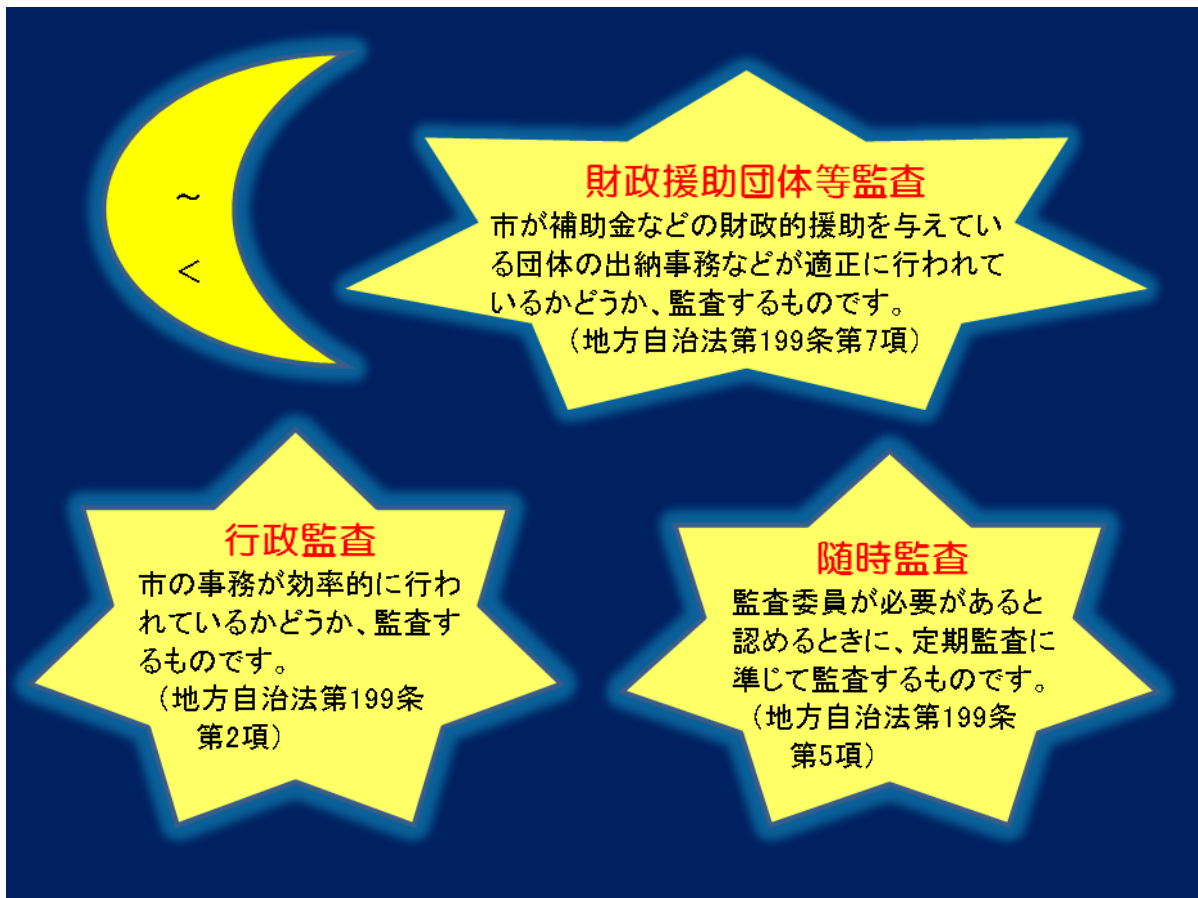 ~
<
財政援助団体等監査
市が補助金などの財政的援助を与えてい
る団体の出納事務などが適正に行われて
いるかどうか、監査するものです。
（地方自治法第199条第7項）
行政監査
市の事務が効率的に行わ
れているかどうか、監査す
るものです。
（地方自治法第199条
第2項）
随時監査
監査委員が必要があると
認めるときに、定期監査に
準じて監査するものです。
（地方自治法第199条
第5項）